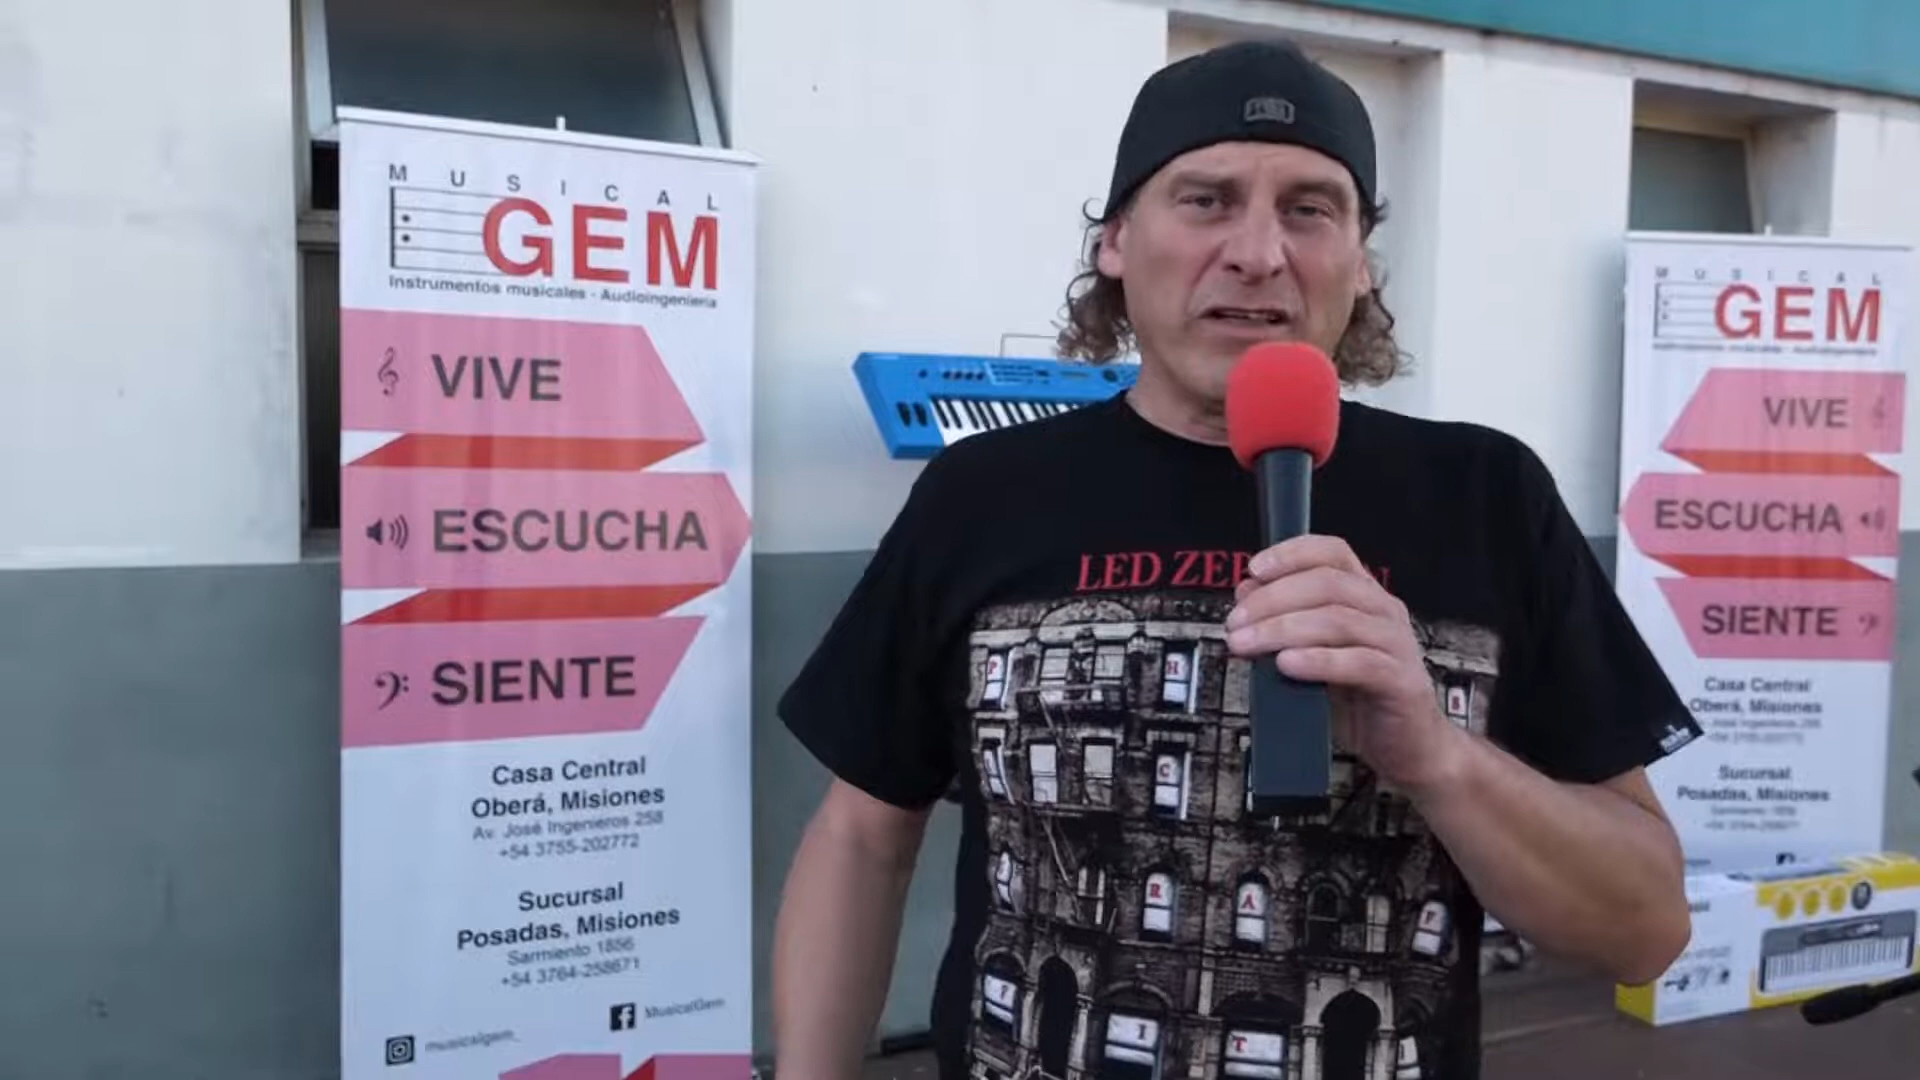 MUSICAL
GEM
Instrumentos musicales - Audioingeniería
VIVE
ESCUCHA
SIENTE
Casa Central
Oberá, Misiones
Av. José Ingenieros 258
+54 3755-202772
Sucursal
Posadas, Misiones
Sarmiento 1856
+54 3764-258671
MusicalGem
musicalgem_
LED ZEP
P H
B
C
R A F
F I T
MUSICAL
GEM
VIVE
ESCUCHA
SIENTE
Casa Central
Oberá, Misiones
Sucursal
Posadas, Misiones